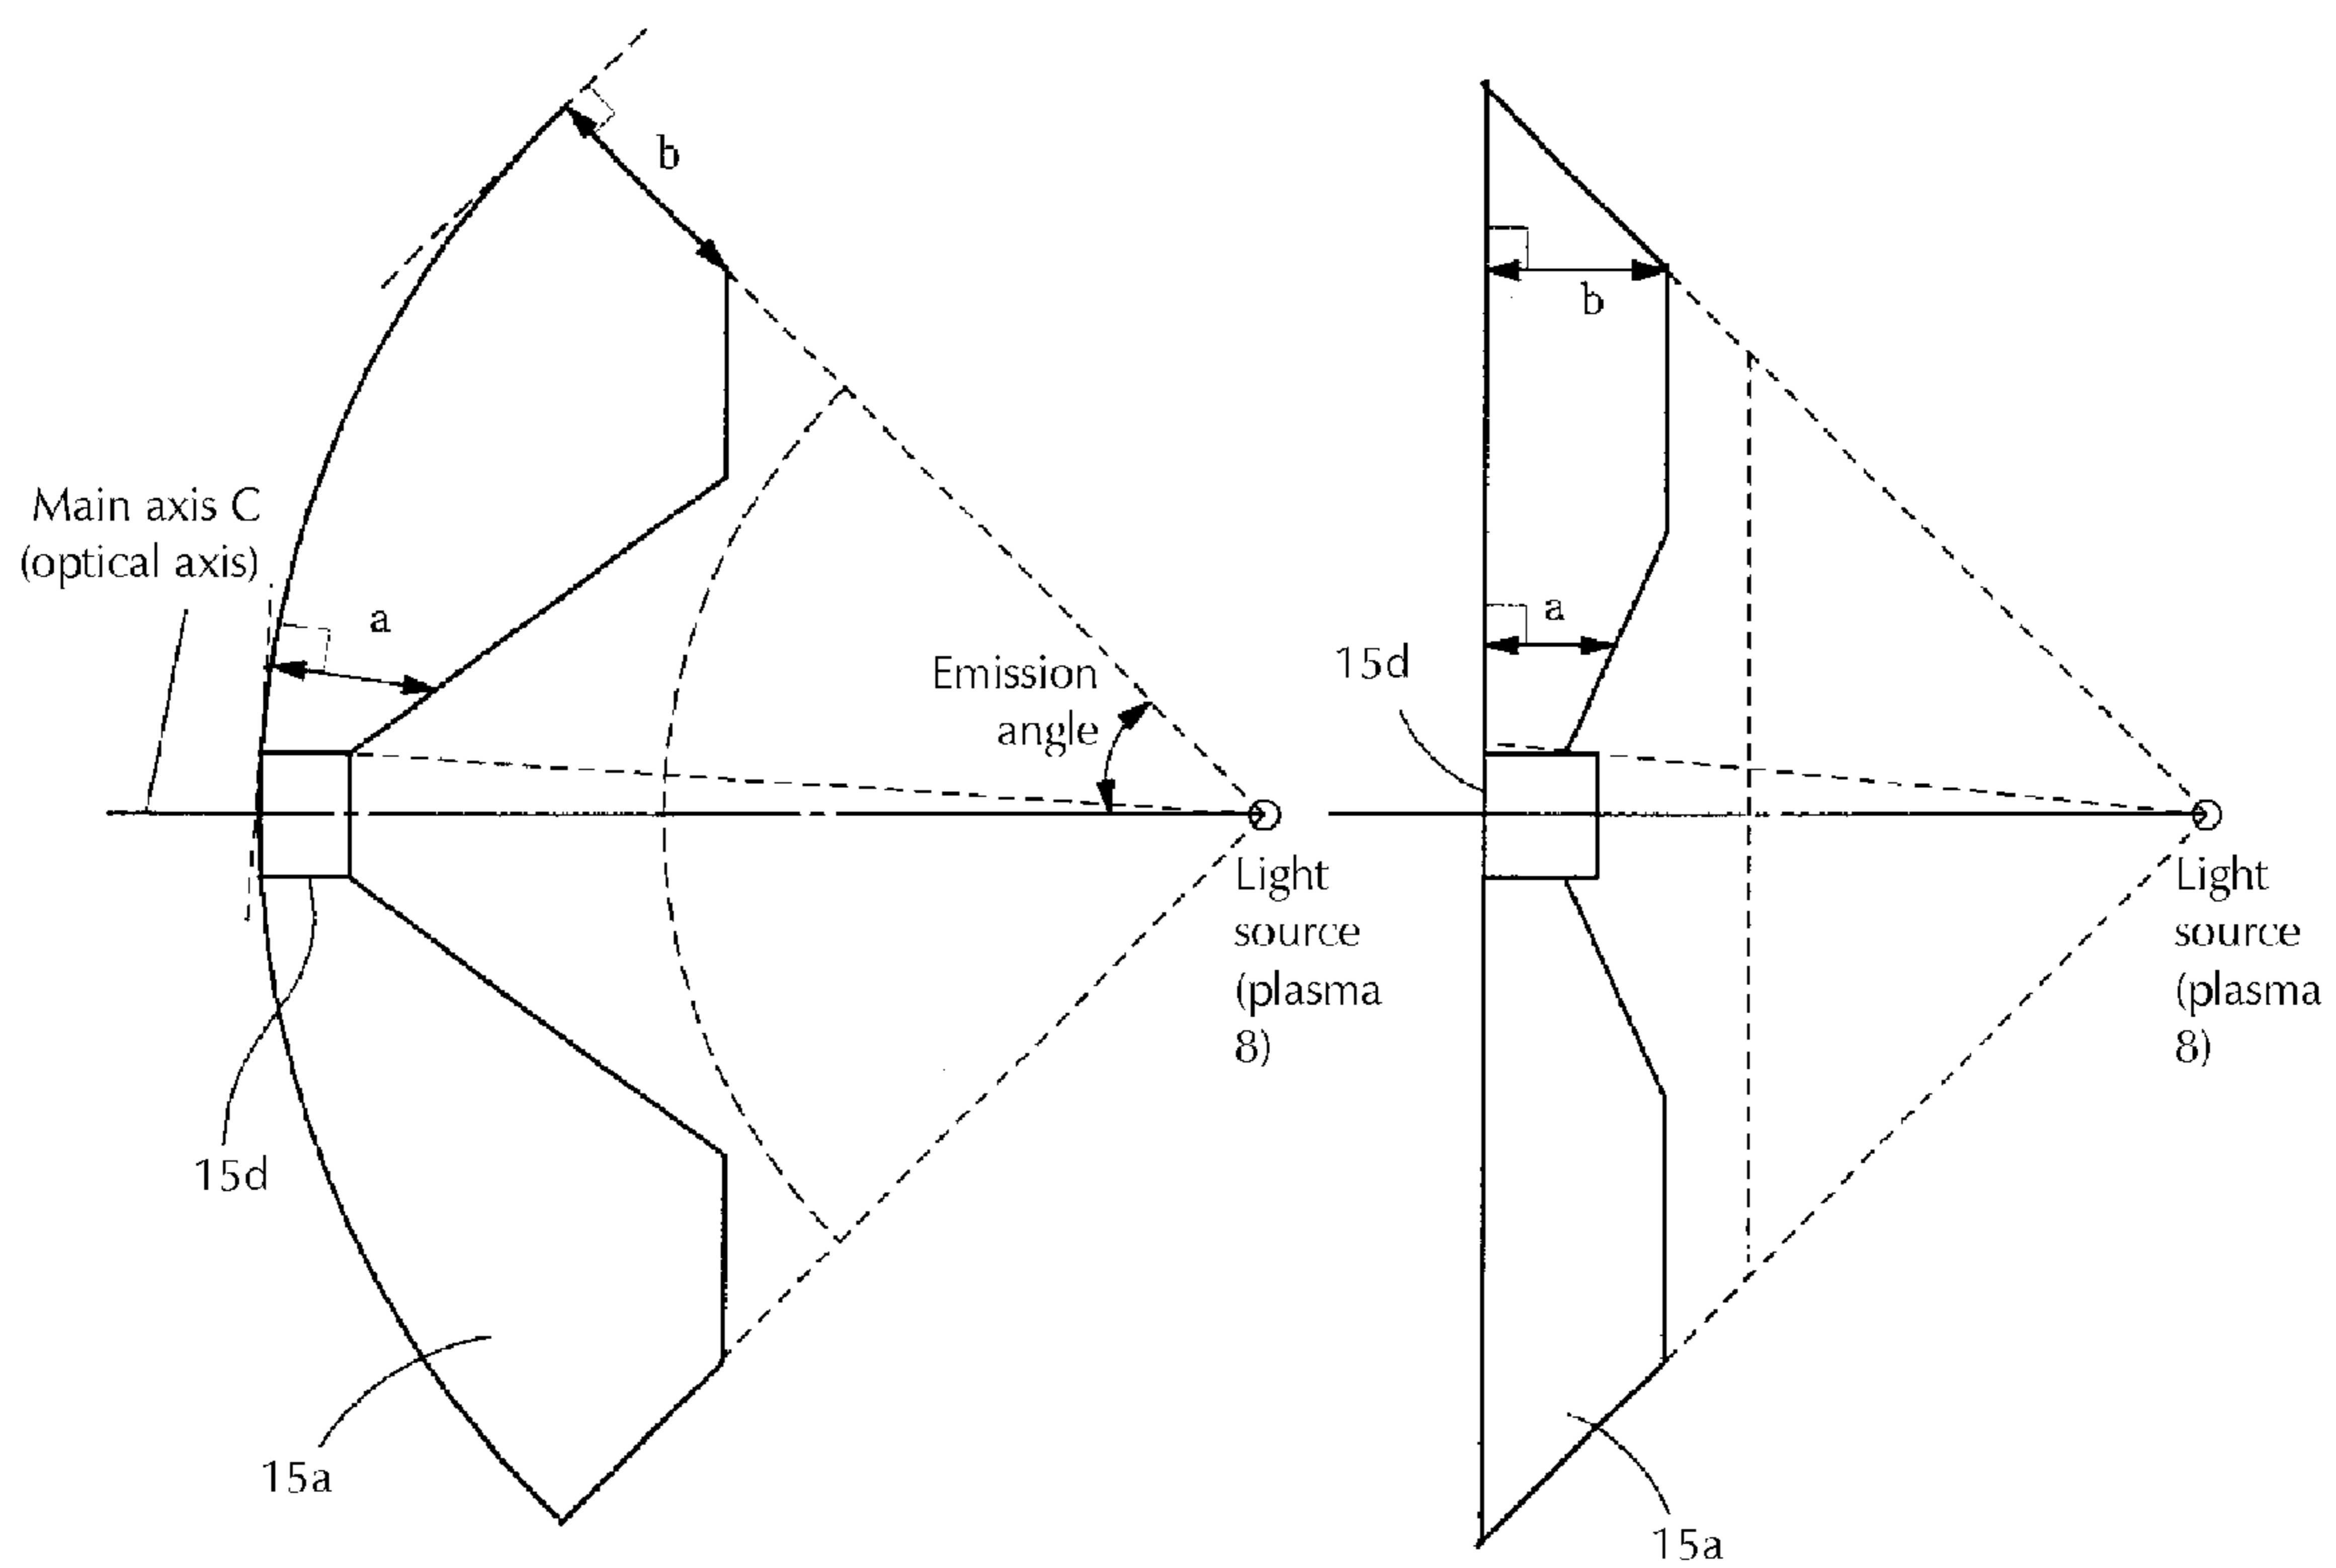 b
Main axis C
(optical axis)
a
Emission
angle
Light
source
(plasma
8)
15d
15a
b
a
15d
Light
source
(plasma
8)
15a